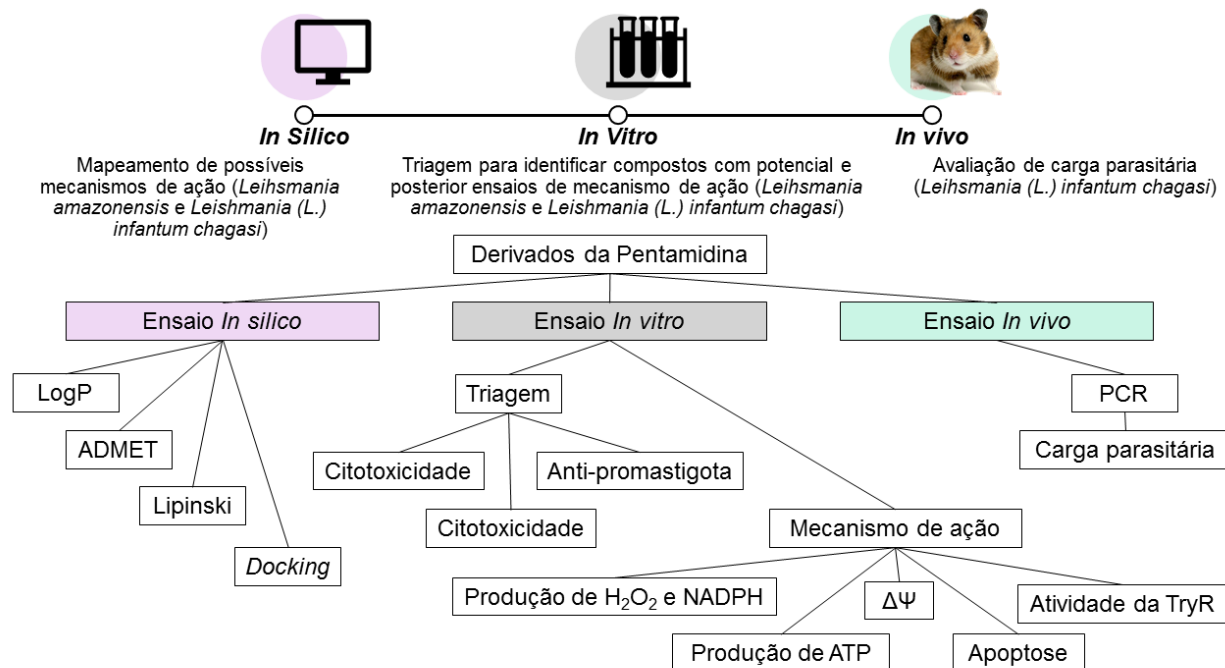 In Silico
Mapeamento de possíveis
mecanismos de ação (Leihsmania
amazonensis e Leishmania (L.)
infantum chagasi)
In Vitro
Triagem para identificar compostos com potencial e
posterior ensaios de mecanismo de ação (Leihsmania
amazonensis e Leishmania (L.) infantum chagasi)
In vivo
Avaliação de carga parasitária
(Leihsmania (L.) infantum chagasi)
Derivados da Pentamidina
Ensaio In silico
Ensaio In vitro
Ensaio In vivo
LogP
ADMET
Lipinski
Docking
Triagem
Citotoxicidade
Anti-promastigota
Citotoxicidade
Mecanismo de ação
Produção de H₂O₂ e NADPH
ΔΨ
Atividade da TryR
Produção de ATP
Apoptose
PCR
Carga parasitária